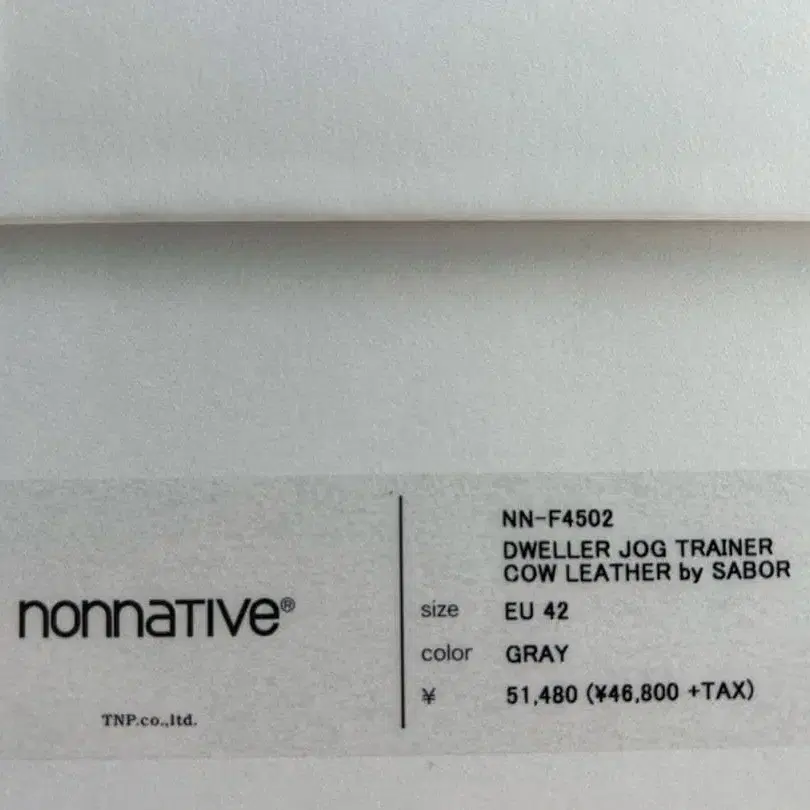 nonnative®
TNP.co.,ltd.
NN-F4502
DWELLER JOG TRAINER
COW LEATHER by SABOR
size EU 42
color GRAY
¥ 51,480 (¥46,800 +TAX)